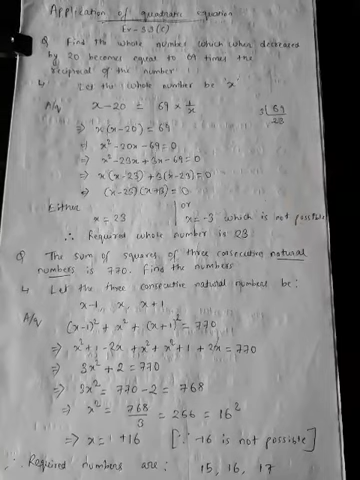 Application of quadratic equation
Q Find the whole number which when decreased
by 20 becomes equal to 69 times the
reciprocal of the number
Let the whole number be 'x'
A/Q x - 20 = 69 × 1/x
3|69
23
⇒ x(x-20) = 69
⇒ x² - 20x - 69 = 0
⇒ x² - 23x + 3x - 69 = 0
⇒ x(x-23) + 3(x-23) = 0
⇒ (x-23)(x+3) = 0
Either or
x = 23 x = -3 which is not possible
∴ Required whole number is 23
Q The sum of squares of three consecutive natural
numbers is 770. Find the numbers
Let the three consecutive natural numbers be:
x-1, x, x+1
A/Q
(x-1)² + x² + (x+1)² = 770
⇒ x² + 1 - 2x + x² + x² + 1 + 2x = 770
⇒ 3x² + 2 = 770
⇒ 3x² = 770 - 2 = 768
⇒ x² = 768/3 = 256 = 16²
⇒ x = +16 [∵ -16 is not possible]
∴ Required numbers are: 15, 16, 17